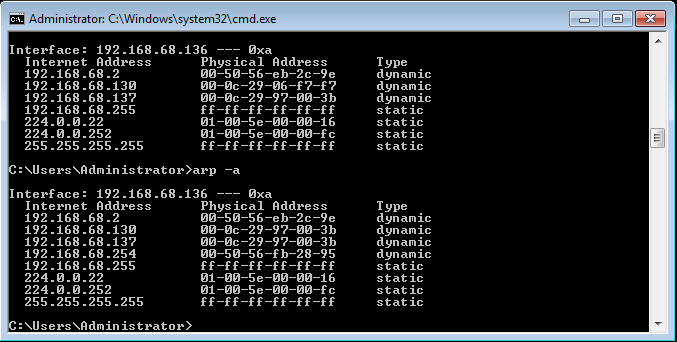 Administrator: C:\Windows\system32\cmd.exe
Interface: 192.168.68.136 --- 0xa
Internet Address Physical Address Type
192.168.68.2 00-50-56-eb-2c-9e dynamic
192.168.68.130 00-0c-29-06-f7-f7 dynamic
192.168.68.137 00-0c-29-97-00-3b dynamic
192.168.68.255 ff-ff-ff-ff-ff-ff static
224.0.0.22 01-00-5e-00-00-16 static
224.0.0.252 01-00-5e-00-00-fc static
255.255.255.255 ff-ff-ff-ff-ff-ff static
C:\Users\Administrator>arp -a
Interface: 192.168.68.136 --- 0xa
Internet Address Physical Address Type
192.168.68.2 00-50-56-eb-2c-9e dynamic
192.168.68.130 00-0c-29-97-00-3b dynamic
192.168.68.137 00-0c-29-97-00-3b dynamic
192.168.68.254 00-50-56-fb-28-95 dynamic
192.168.68.255 ff-ff-ff-ff-ff-ff static
224.0.0.22 01-00-5e-00-00-16 static
224.0.0.252 01-00-5e-00-00-fc static
255.255.255.255 ff-ff-ff-ff-ff-ff static
C:\Users\Administrator>